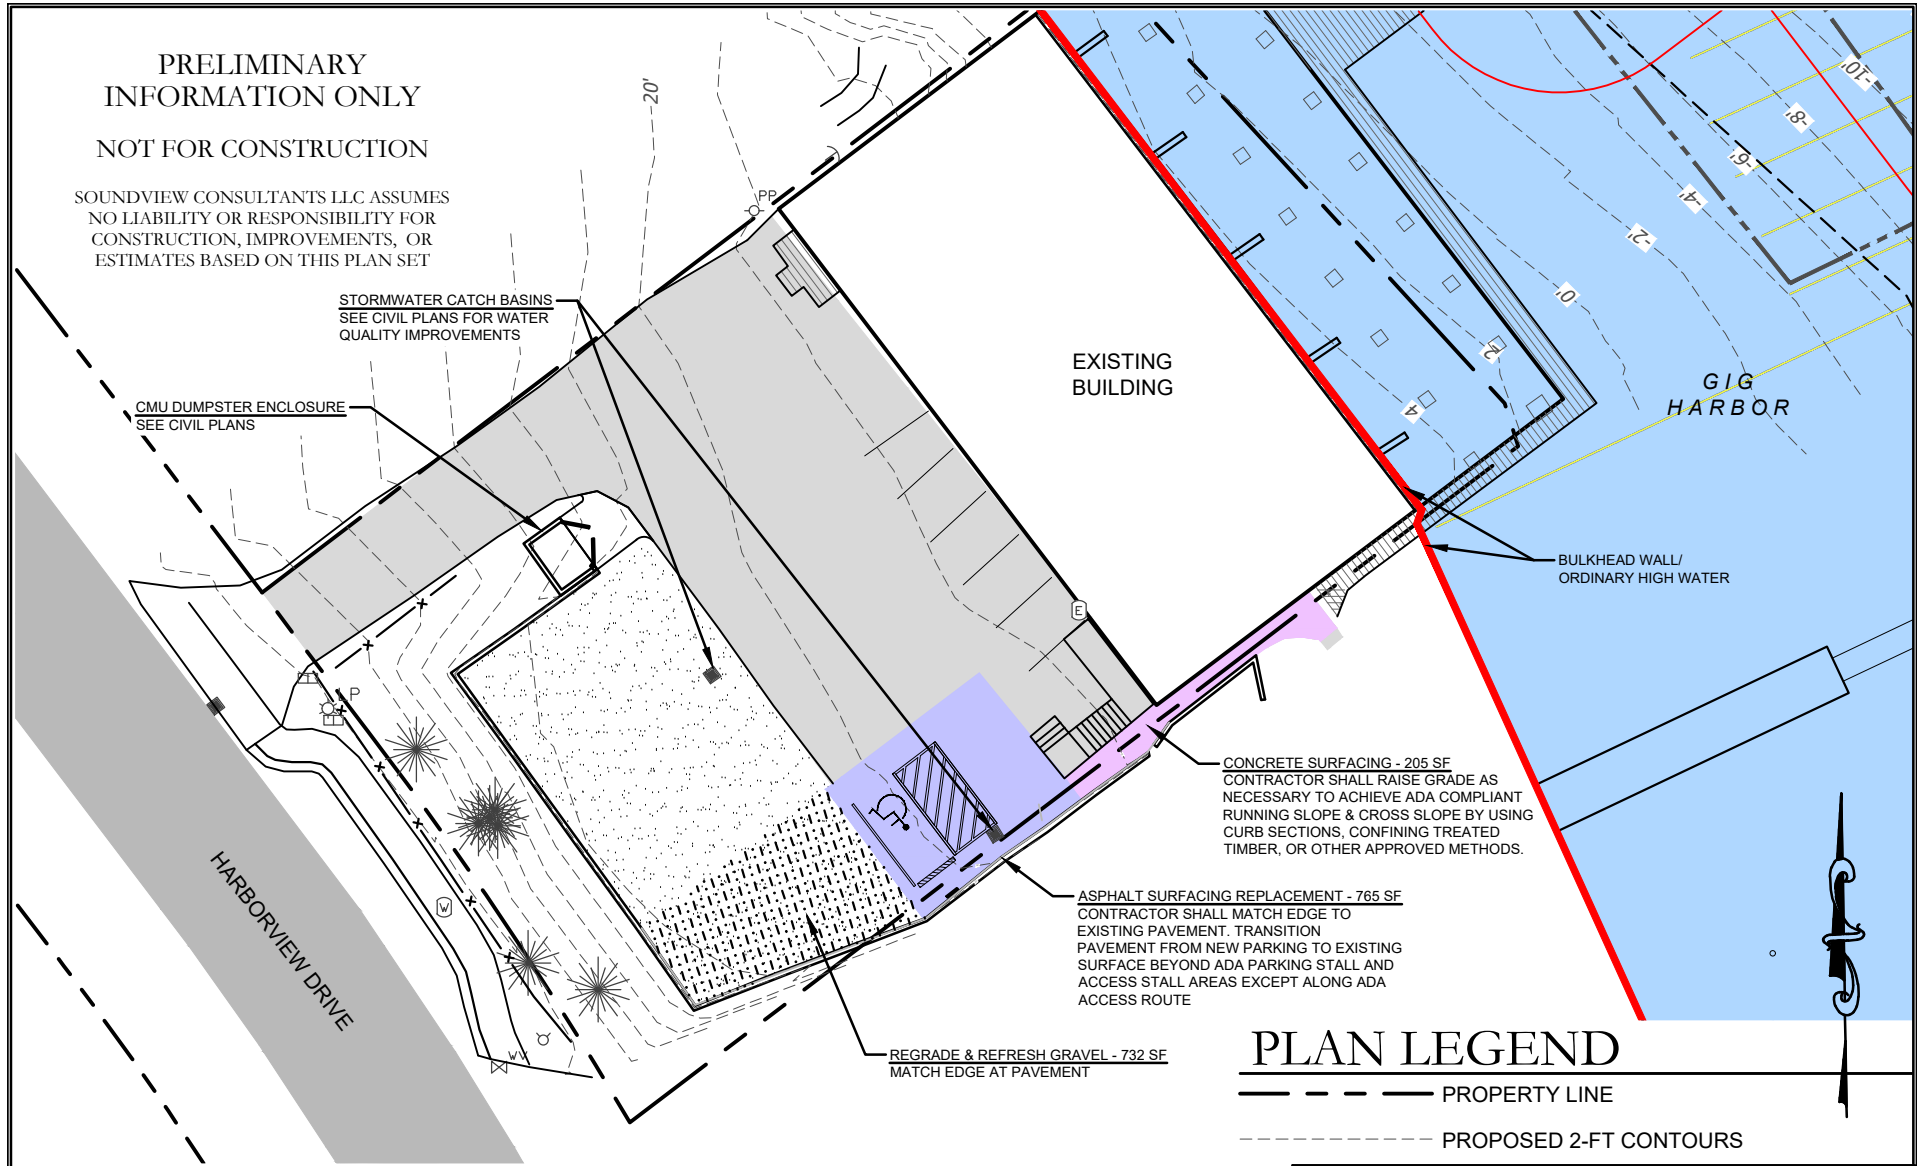 PRELIMINARY
INFORMATION ONLY
NOT FOR CONSTRUCTION
SOUNDVIEW CONSULTANTS LLC ASSUMES
NO LIABILITY OR RESPONSIBILITY FOR
CONSTRUCTION, IMPROVEMENTS, OR
ESTIMATES BASED ON THIS PLAN SET
20'
PP
STORMWATER CATCH BASINS
SEE CIVIL PLANS FOR WATER
QUALITY IMPROVEMENTS
CMU DUMPSTER ENCLOSURE
SEE CIVIL PLANS
EXISTING
BUILDING
-10'
-8'
-6'
-4'
-2'
0'
2
4
GIG
HARBOR
BULKHEAD WALL/
ORDINARY HIGH WATER
E
P
W
WV
HARBORVIEW DRIVE
CONCRETE SURFACING - 205 SF
CONTRACTOR SHALL RAISE GRADE AS
NECESSARY TO ACHIEVE ADA COMPLIANT
RUNNING SLOPE & CROSS SLOPE BY USING
CURB SECTIONS, CONFINING TREATED
TIMBER, OR OTHER APPROVED METHODS.
ASPHALT SURFACING REPLACEMENT - 765 SF
CONTRACTOR SHALL MATCH EDGE TO
EXISTING PAVEMENT. TRANSITION
PAVEMENT FROM NEW PARKING TO EXISTING
SURFACE BEYOND ADA PARKING STALL AND
ACCESS STALL AREAS EXCEPT ALONG ADA
ACCESS ROUTE
REGRADE & REFRESH GRAVEL - 732 SF
MATCH EDGE AT PAVEMENT
PLAN LEGEND
PROPERTY LINE
PROPOSED 2-FT CONTOURS